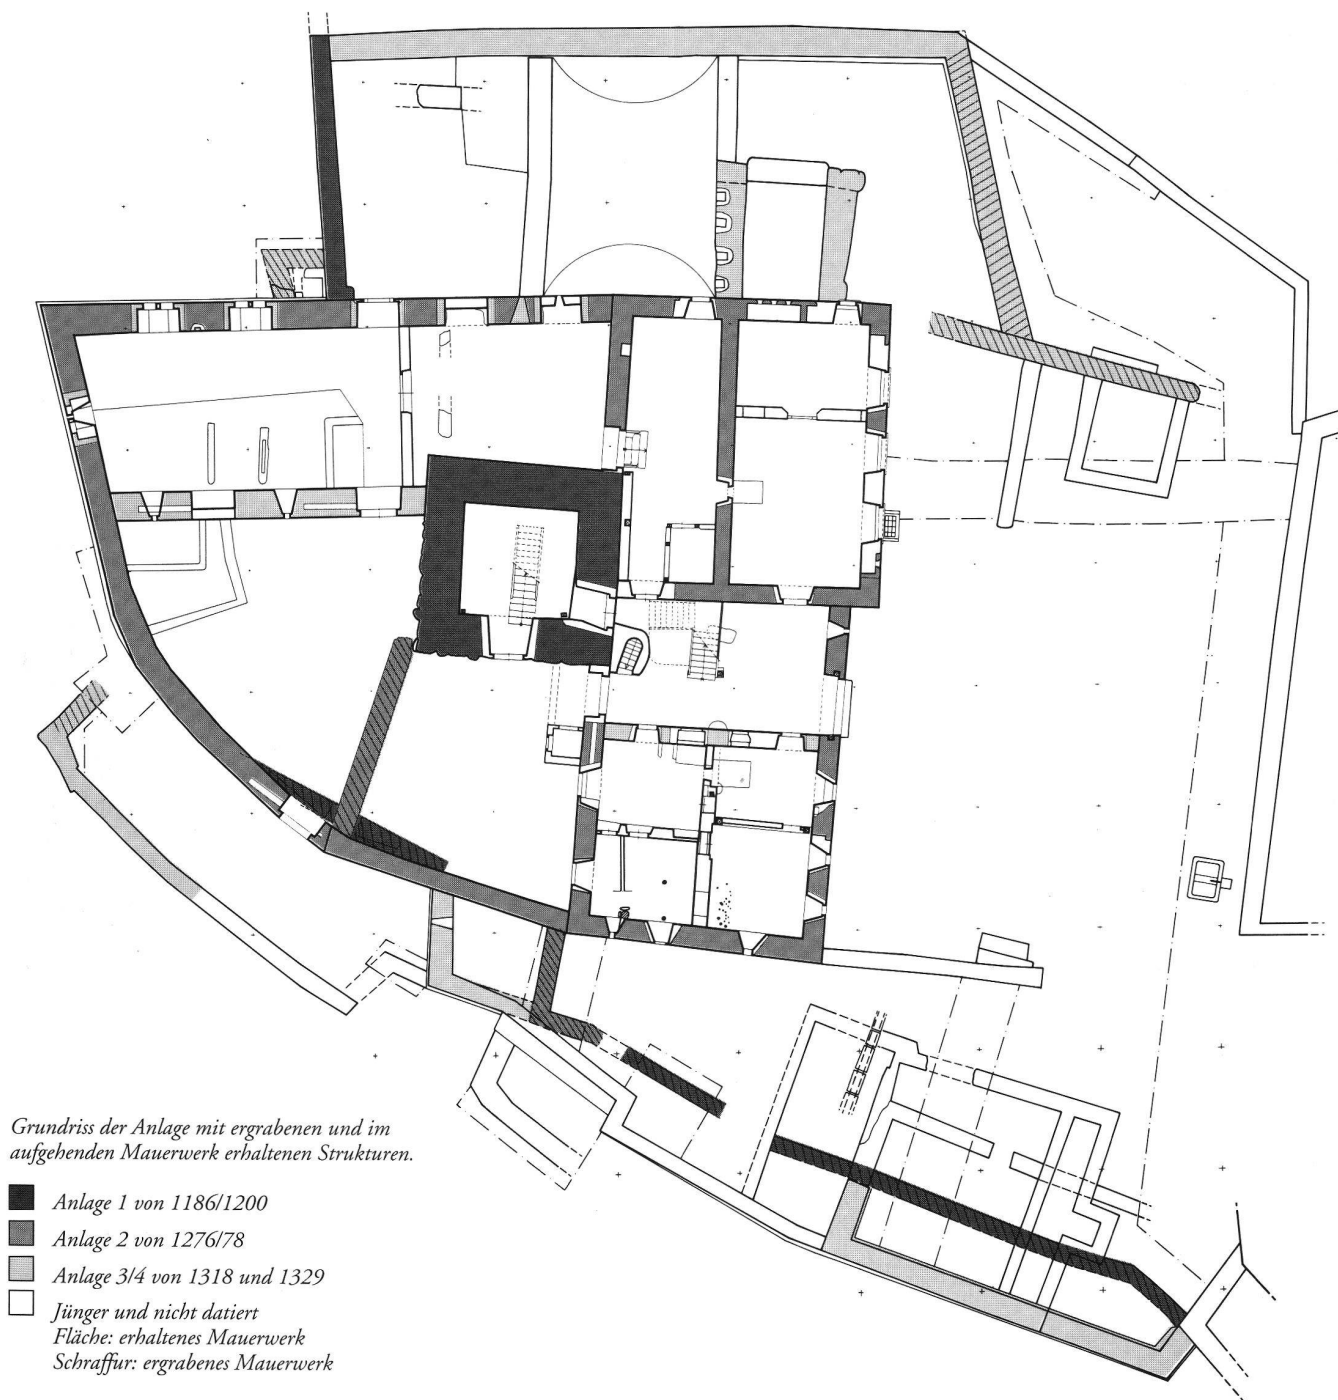 Grundriss der Anlage mit ergrabenen und im
aufgehenden Mauerwerk erhaltenen Strukturen.
Anlage 1 von 1186/1200
Anlage 2 von 1276/78
Anlage 3/4 von 1318 und 1329
Jünger und nicht datiert
Fläche: erhaltenes Mauerwerk
Schraffur: ergrabenes Mauerwerk